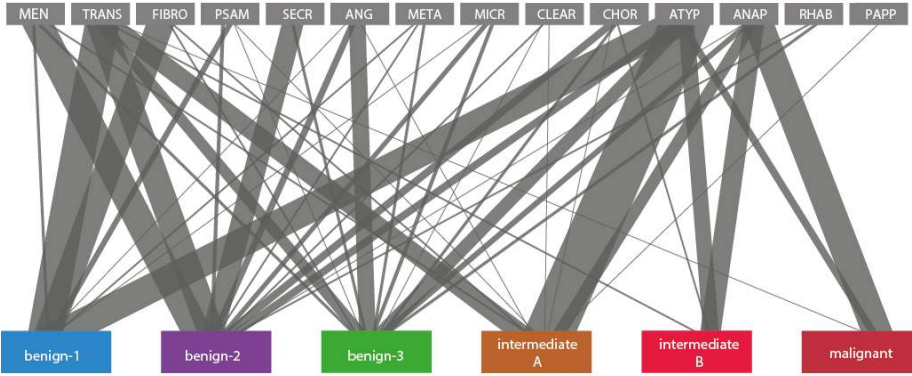 MEN TRANS FIBRO PSAM SECR ANG META MICR CLEAR CHOR ATYP ANAP RHAB PAPP
benign-1 benign-2 benign-3 intermediate A intermediate B malignant